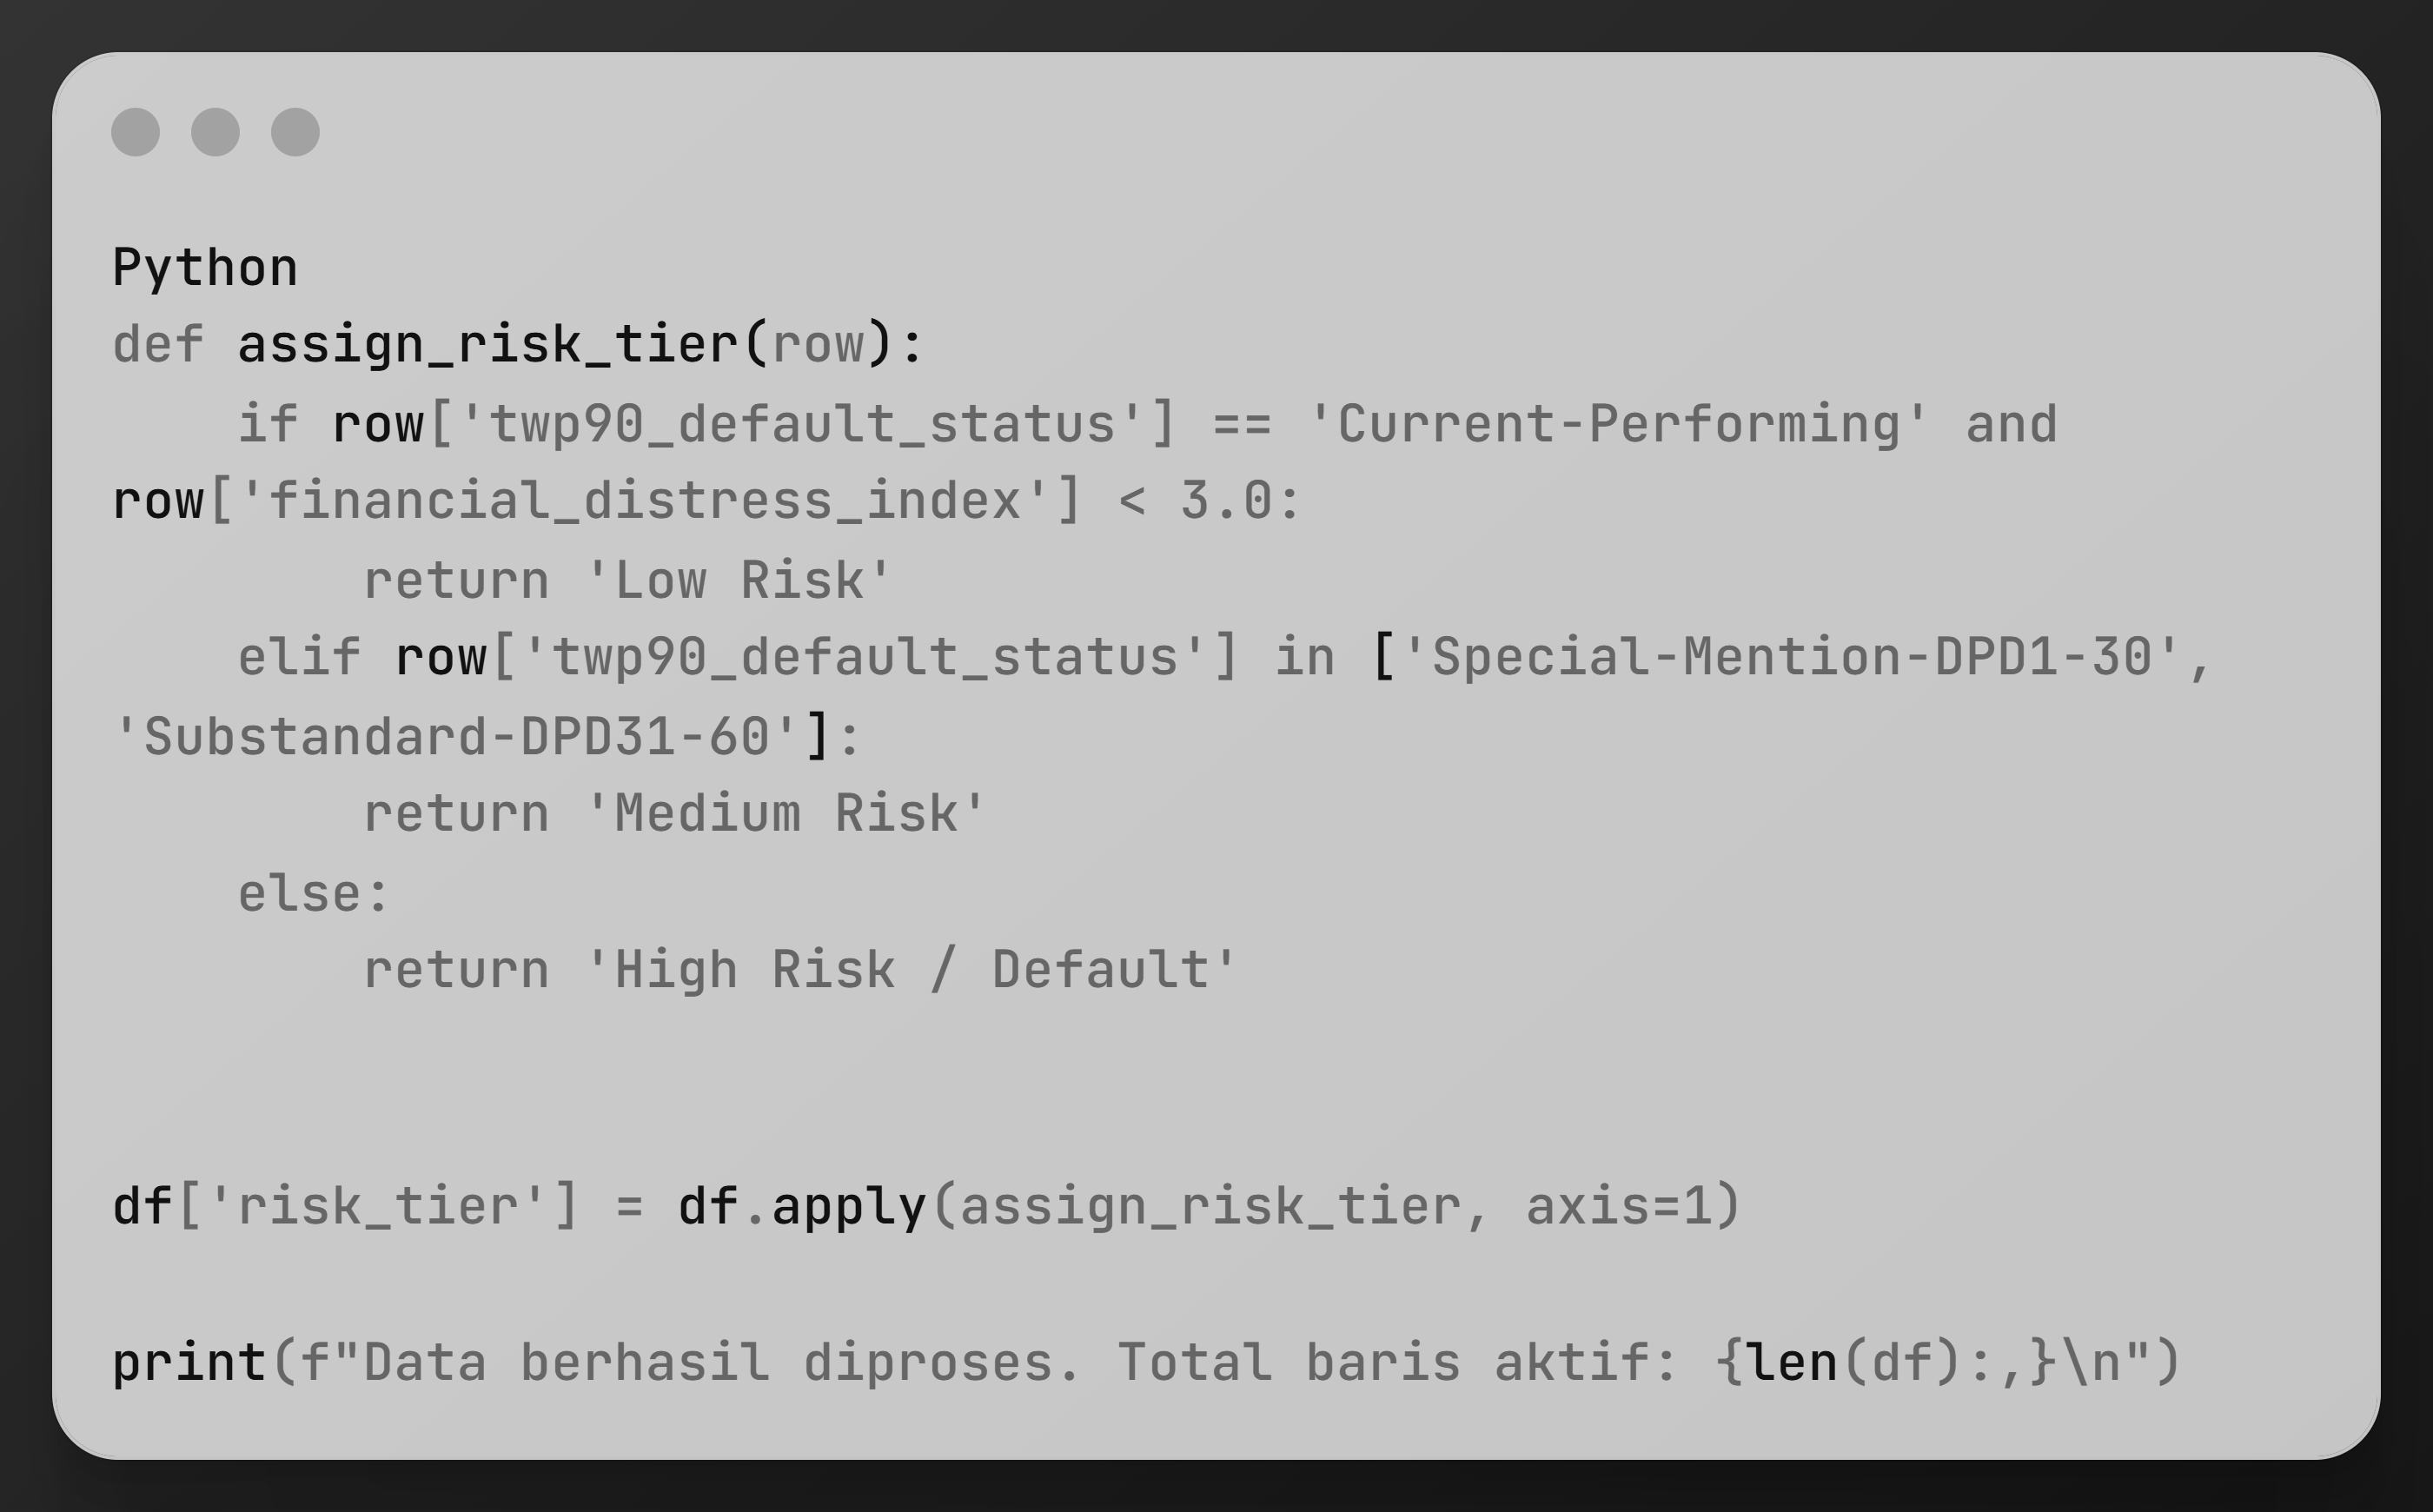 Python
def assign_risk_tier(row):
    if row['twp90_default_status'] == 'Current-Performing' and
row['financial_distress_index'] < 3.0:
        return 'Low Risk'
    elif row['twp90_default_status'] in ['Special-Mention-DPD1-30',
'Substandard-DPD31-60']:
        return 'Medium Risk'
    else:
        return 'High Risk / Default'
df['risk_tier'] = df.apply(assign_risk_tier, axis=1)
print(f"Data berhasil diproses. Total baris aktif: {len(df):,}\n")